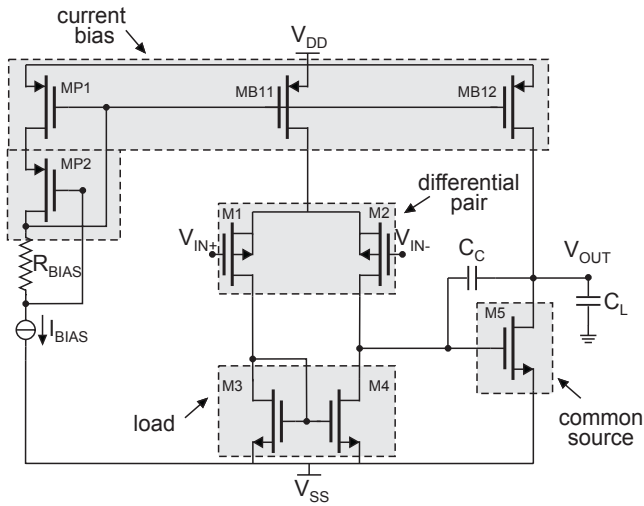 current
bias
V_DD
MP1
MB11
MB12
MP2
differential
pair
M1
M2
V_IN+
V_IN-
R_BIAS
C_C
V_OUT
I_BIAS
M5
C_L
M3
M4
load
common
source
V_SS